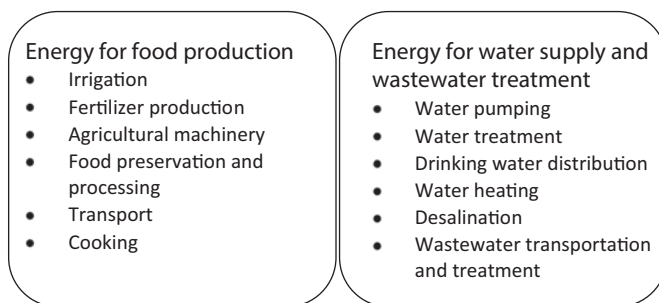 Energy for food production
● Irrigation
● Fertilizer production
● Agricultural machinery
● Food preservation and
processing
● Transport
● Cooking
Energy for water supply and
wastewater treatment
● Water pumping
● Water treatment
● Drinking water distribution
● Water heating
● Desalination
● Wastewater transportation
and treatment